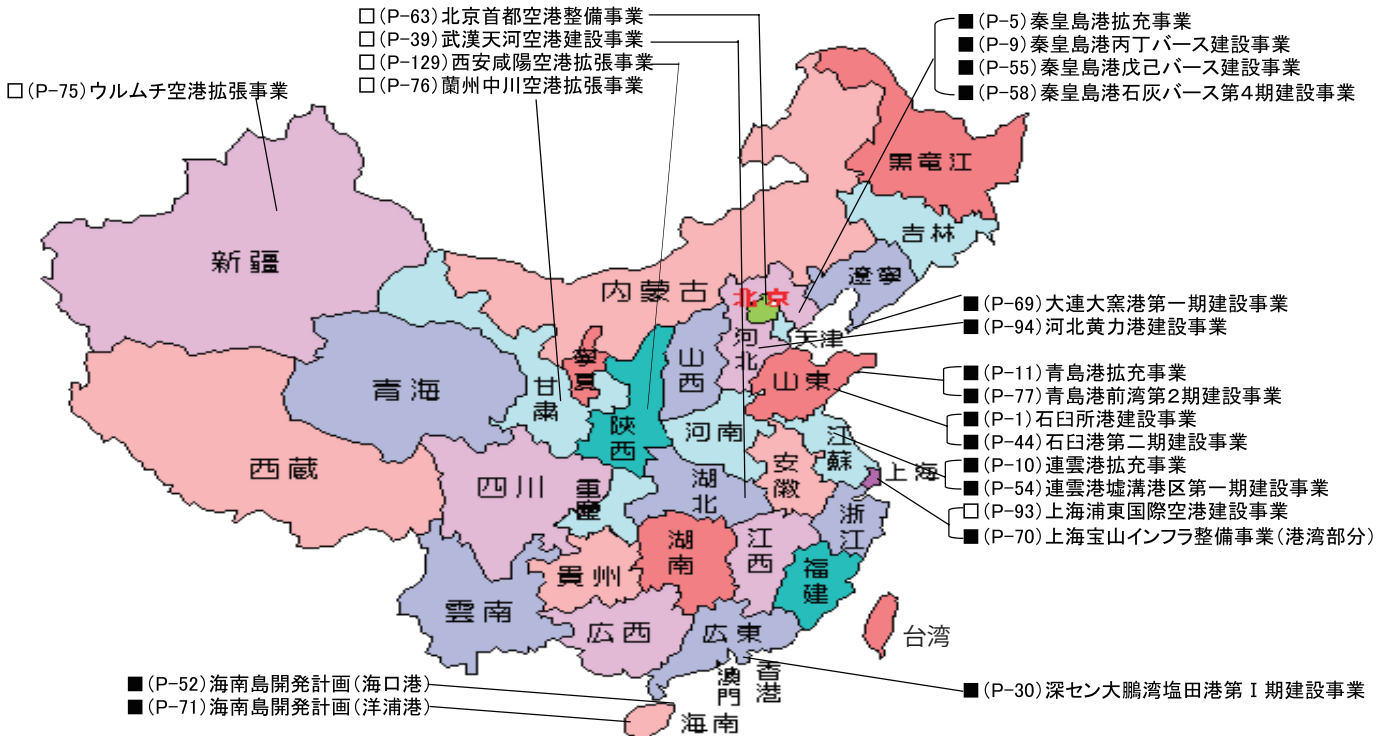 □(P-63)北京首都空港整備事業
□(P-39)武漢天河空港建設事業
□(P-129)西安咸陽空港拡張事業
□(P-76)蘭州中川空港拡張事業
□(P-75)ウルムチ空港拡張事業
■(P-5)秦皇島港拡充事業
■(P-9)秦皇島港丙丁バース建設事業
■(P-55)秦皇島港戊己バース建設事業
■(P-58)秦皇島港石灰バース第4期建設事業
黒竜江
吉林
遼寧
新疆
内蒙古
北京
天津
河北
山西
山東
寧夏
甘粛
青海
陝西
河南
江蘇
安徽
上海
西蔵
四川
重慶
湖北
浙江
江西
湖南
貴州
福建
雲南
広西
広東
台湾
香港
澳門
海南
■(P-69)大連大窯港第一期建設事業
■(P-94)河北黄力港建設事業
■(P-11)青島港拡充事業
■(P-77)青島港前湾第2期建設事業
■(P-1)石臼所港建設事業
■(P-44)石臼港第二期建設事業
■(P-10)連雲港拡充事業
■(P-54)連雲港墟溝港区第一期建設事業
□(P-93)上海浦東国際空港建設事業
■(P-70)上海宝山インフラ整備事業(港湾部分)
■(P-30)深セン大鵬湾塩田港第Ⅰ期建設事業
■(P-52)海南島開発計画(海口港)
■(P-71)海南島開発計画(洋浦港)